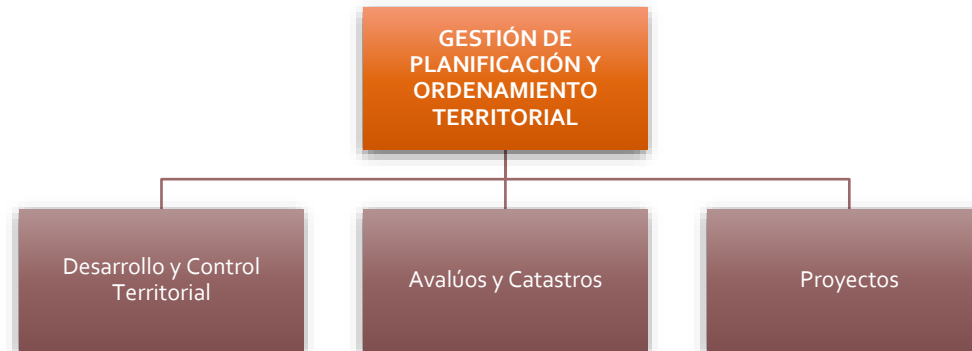 GESTIÓN DE
PLANIFICACIÓN Y
ORDENAMIENTO
TERRITORIAL
Desarrollo y Control
Territorial
Avalúos y Catastros
Proyectos